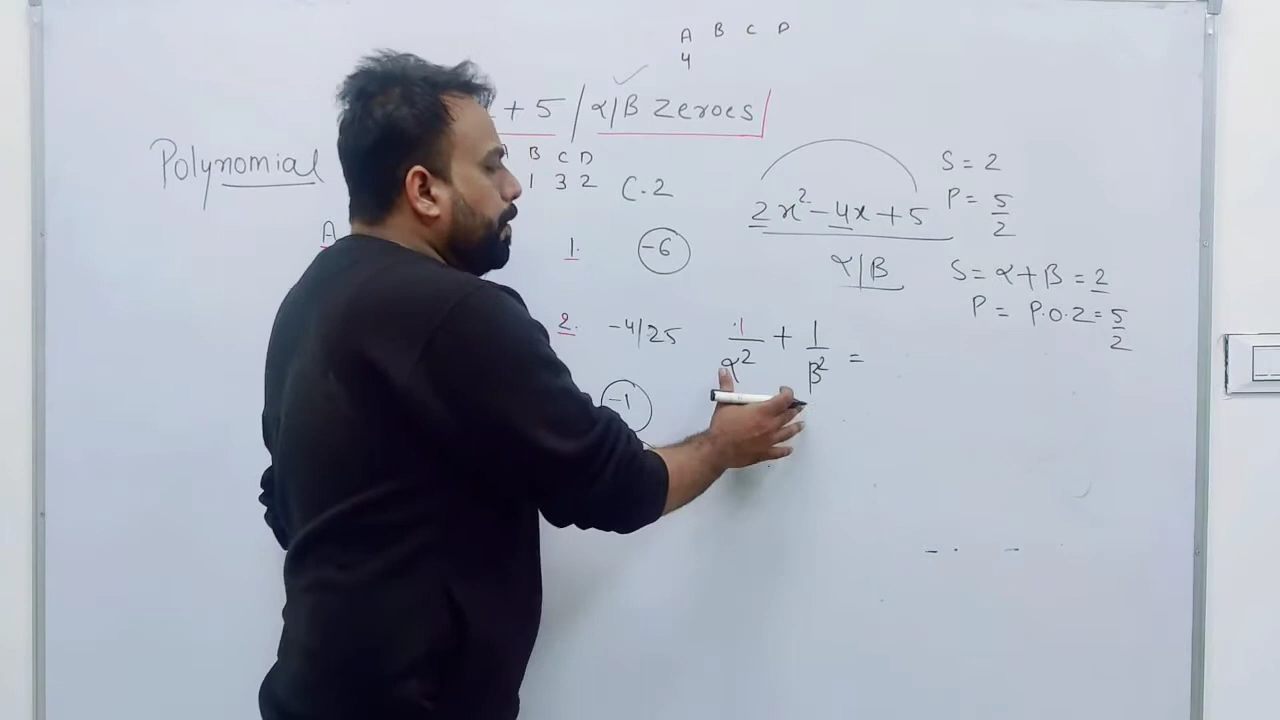 A B C D
4
+ 5 / α/β zeroes
Polynomial
B C D
1 3 2 C.2
A
1. -6
2. -4/25
-1
2x² - 4x + 5
α/β
S = 2
P = 5/2
S = α + β = 2
P = P.O.Z = 5/2
1/α² + 1/β² =